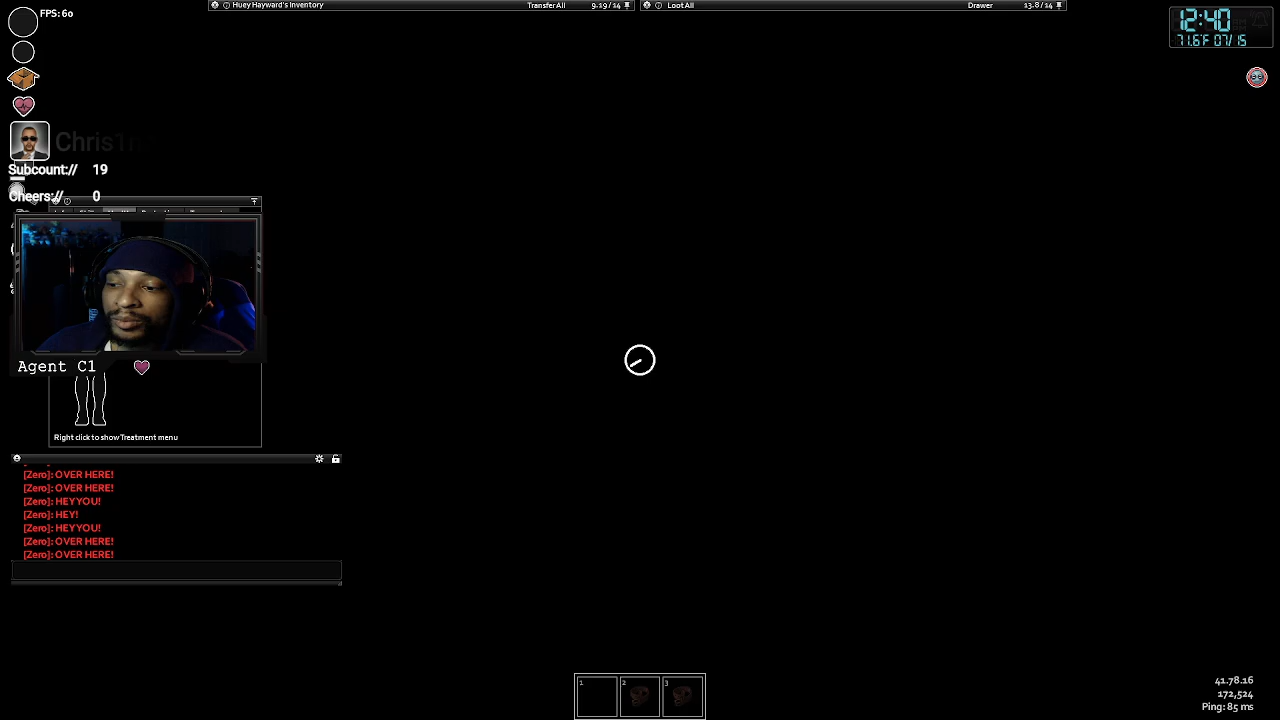 FPS: 60
Huey Hayward's Inventory
Transfer All
9.19 / 14
Loot All
Drawer
13.8 / 14
12:40
71.6°F 07/15
Subcount:// 19
Cheers:// 0
Agent C1
Right click to show Treatment menu
[Zero]: OVER HERE!
[Zero]: OVER HERE!
[Zero]: HEY YOU!
[Zero]: HEY!
[Zero]: HEY YOU!
[Zero]: OVER HERE!
[Zero]: OVER HERE!
1
2
3
41.78.16
172,524
Ping: 85 ms